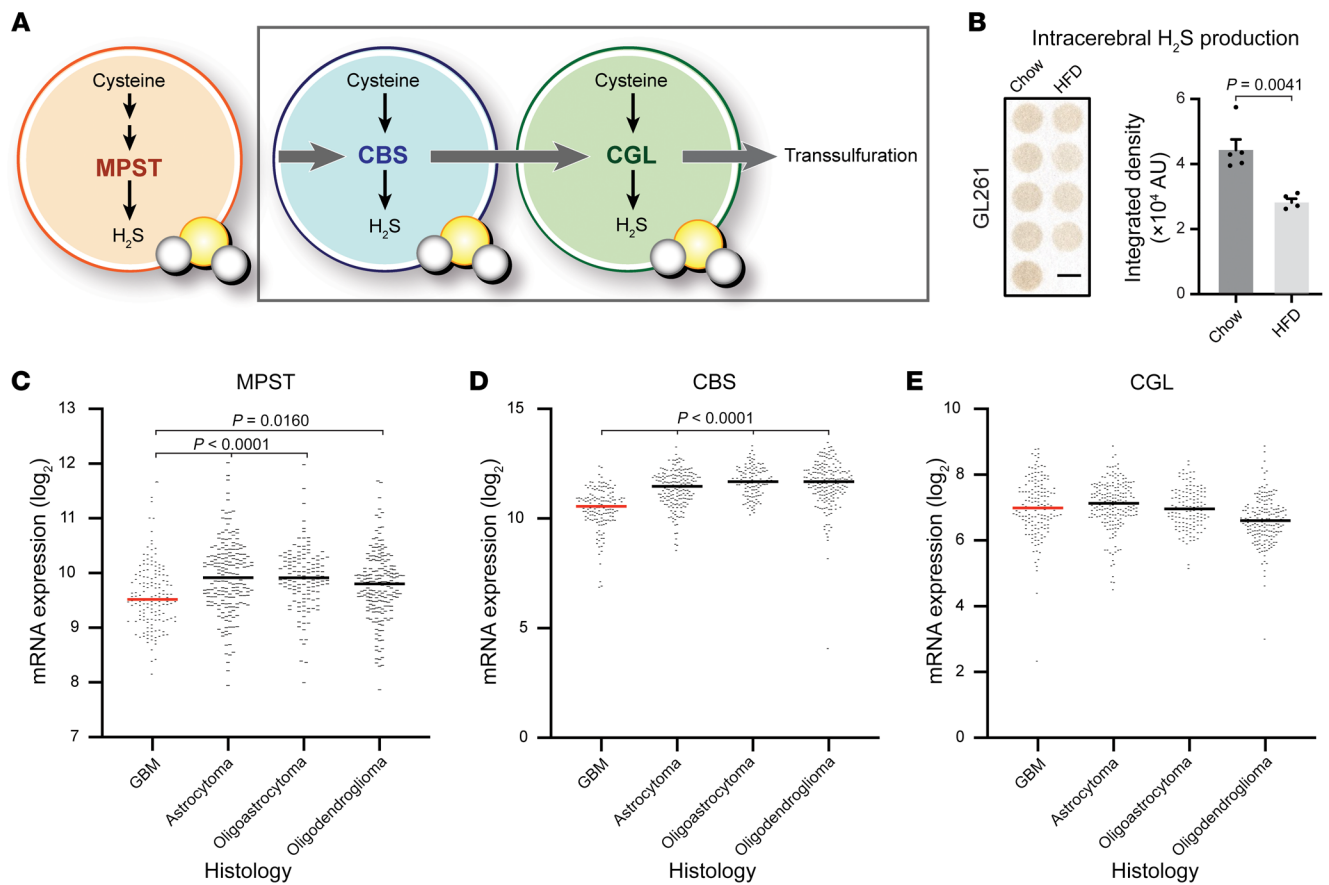 A
Cysteine
MPST
H2S
Cysteine
CBS
H2S
Cysteine
CGL
H2S
Transsulfuration
B
Intracerebral H2S production
Chow
HFD
GL261
P = 0.0041
Integrated density
(×10⁴ AU)
6
4
2
0
Chow
HFD
C
MPST
P = 0.0160
P < 0.0001
mRNA expression (log2)
13
12
11
10
9
8
7
GBM
Astrocytoma
Oligoastrocytoma
Oligodendroglioma
Histology
D
CBS
P < 0.0001
mRNA expression (log2)
15
10
5
0
GBM
Astrocytoma
Oligoastrocytoma
Oligodendroglioma
Histology
E
CGL
mRNA expression (log2)
10
8
6
4
2
0
GBM
Astrocytoma
Oligoastrocytoma
Oligodendroglioma
Histology